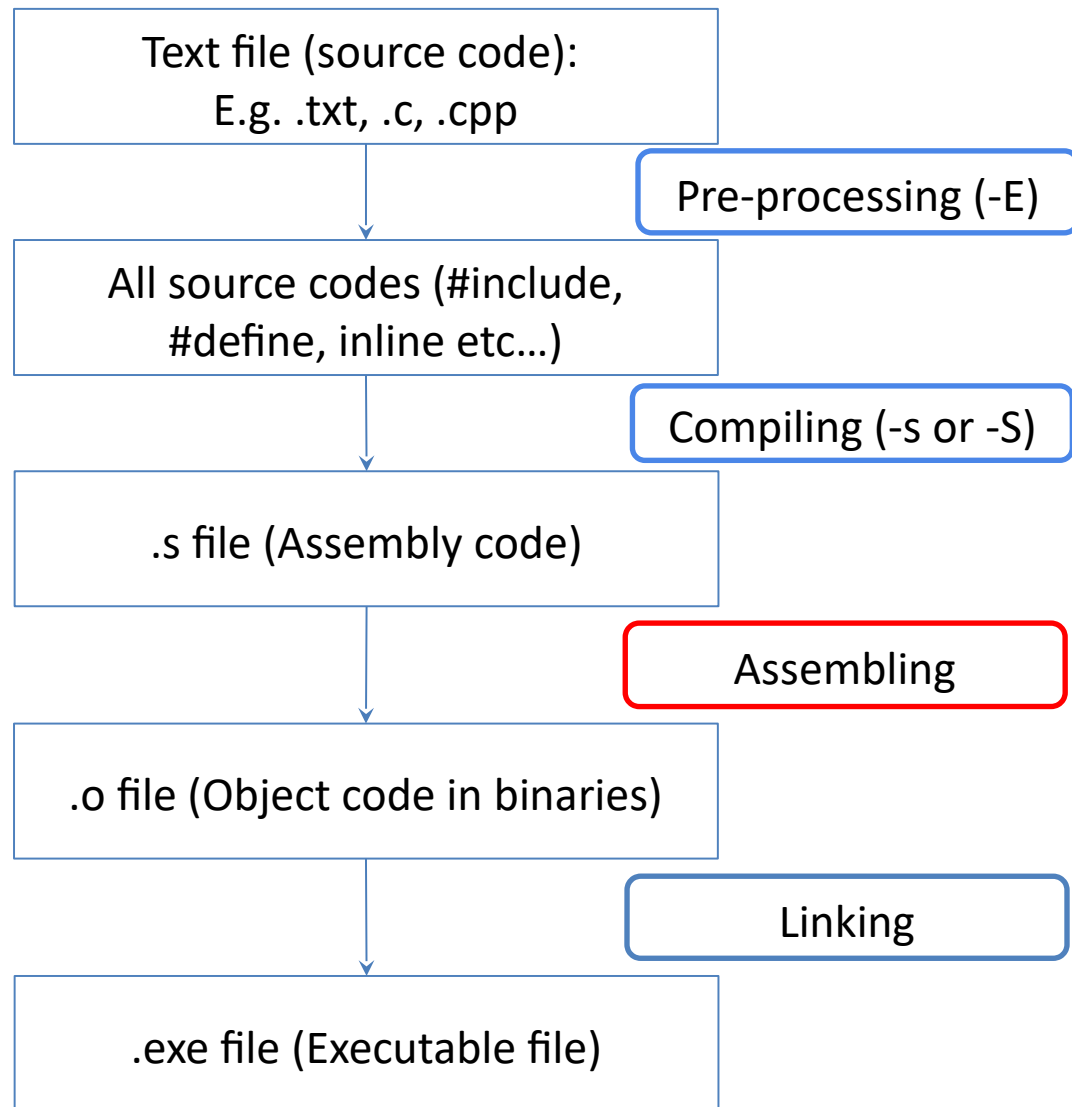 Text file (source code):
E.g. .txt, .c, .cpp
Pre-processing (-E)
All source codes (#include,
#define, inline etc…)
Compiling (-s or -S)
.s file (Assembly code)
Assembling
.o file (Object code in binaries)
Linking
.exe file (Executable file)